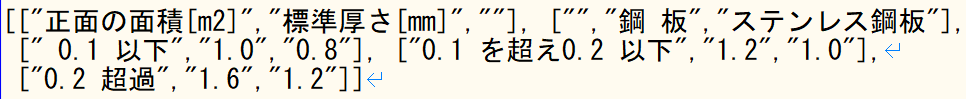 [["正面の面積[m2]","標準厚さ[mm]",""], ["","鋼 板","ステンレス鋼板"],
[" 0.1 以下","1.0","0.8"], ["0.1 を超え0.2 以下","1.2","1.0"],↵
["0.2 超過","1.6","1.2"]]↵